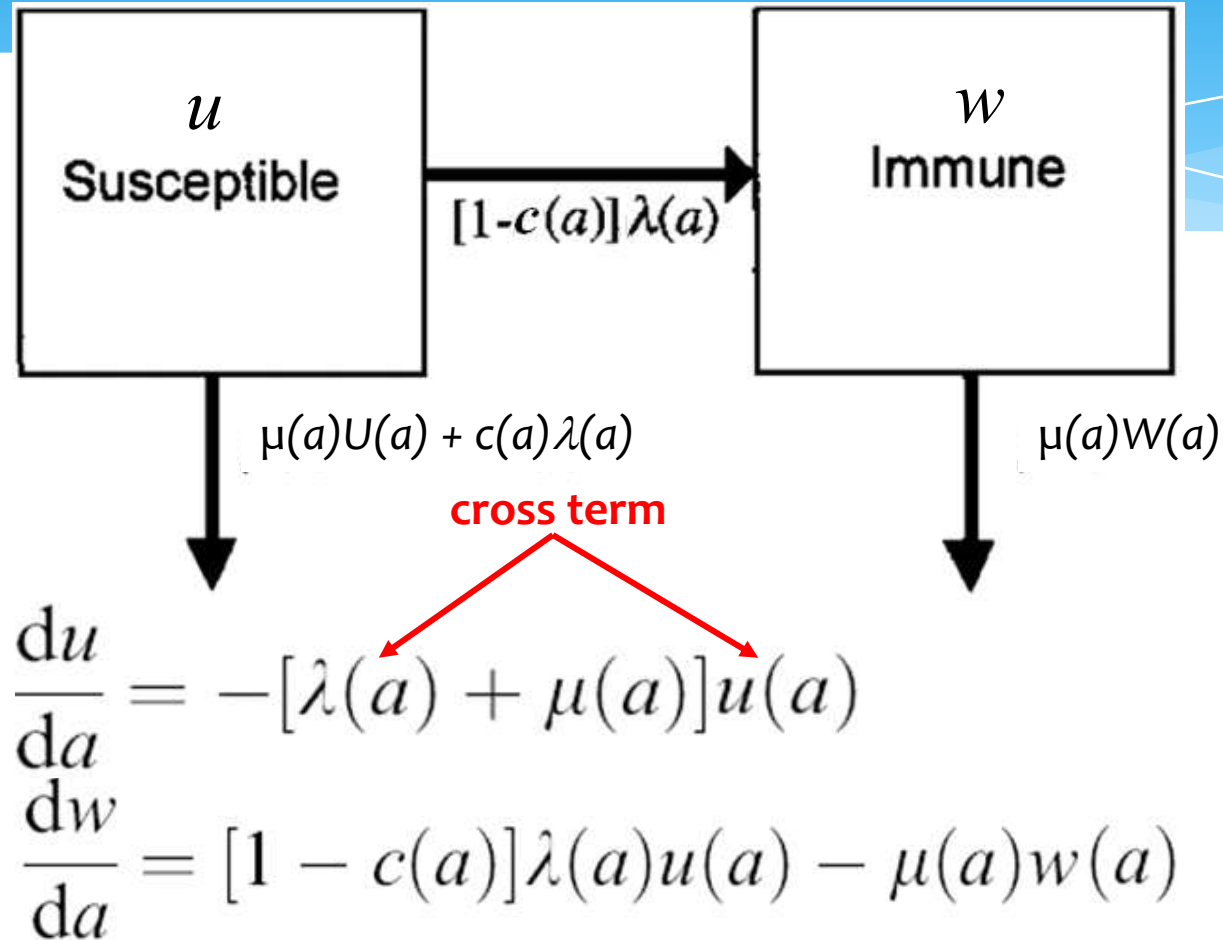 u
Susceptible
w
Immune
[1-c(a)] λ(a)
μ(a)U(a) + c(a)λ(a)
μ(a)W(a)
cross term
du/da = −[λ(a) + μ(a)]u(a)
dw/da = [1 − c(a)]λ(a)u(a) − μ(a)w(a)